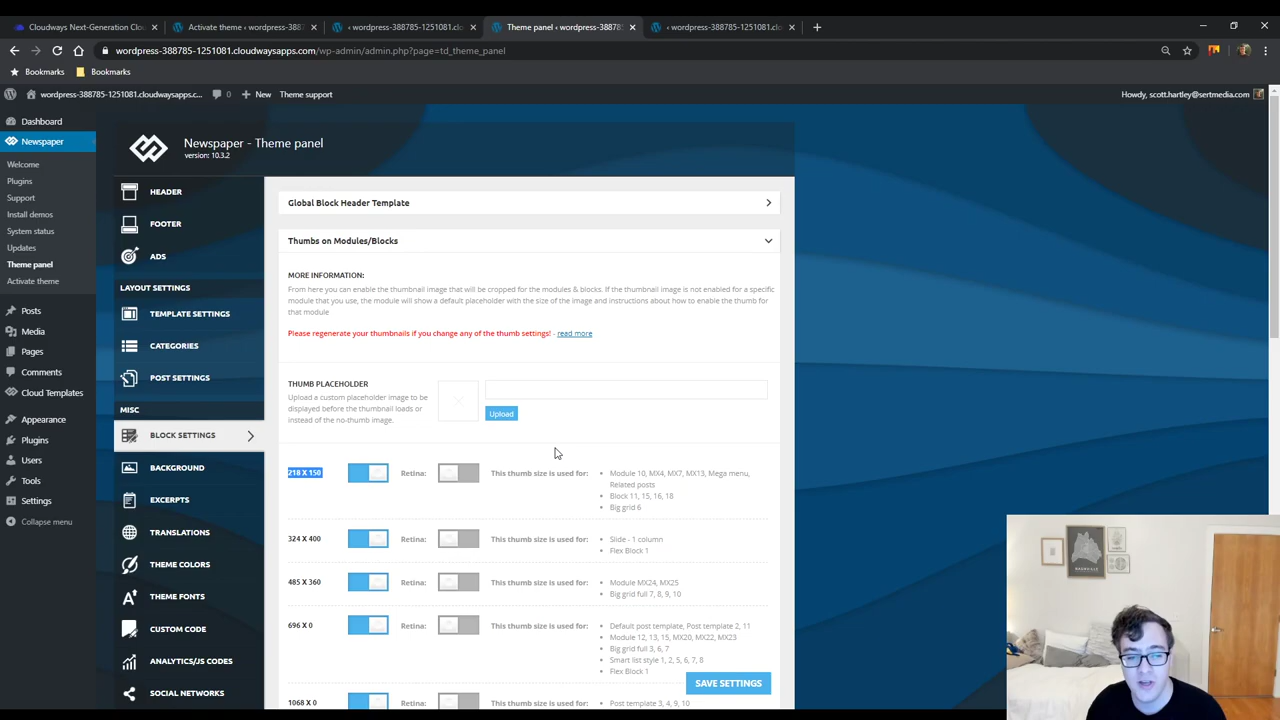 Cloudways Next-Generation Clo
Activate theme ‹ wordpress-388
‹ wordpress-388785-1251081.clo
Theme panel ‹ wordpress-38878
‹ wordpress-388785-1251081.clo
wordpress-388785-1251081.cloudwaysapps.com/wp-admin/admin.php?page=td_theme_panel
Bookmarks
Bookmarks
wordpress-388785-1251081.cloudwaysapps.c...
0
New
Theme support
Howdy, scott.hartley@sertmedia.com
Dashboard
Newspaper
Welcome
Plugins
Support
Install demos
System status
Updates
Theme panel
Activate theme
Posts
Media
Pages
Comments
Cloud Templates
Appearance
Plugins
Users
Tools
Settings
Collapse menu
Newspaper - Theme panel
version: 10.3.2
HEADER
FOOTER
ADS
LAYOUT SETTINGS
TEMPLATE SETTINGS
CATEGORIES
POST SETTINGS
MISC
BLOCK SETTINGS
BACKGROUND
EXCERPTS
TRANSLATIONS
THEME COLORS
THEME FONTS
CUSTOM CODE
ANALYTICS/JS CODES
SOCIAL NETWORKS
Global Block Header Template
Thumbs on Modules/Blocks
MORE INFORMATION:
From here you can enable the thumbnail image that will be cropped for the modules & blocks. If the thumbnail image is not enabled for a specific
module that you use, the module will show a default placeholder with the size of the image and instructions about how to enable the thumb for
that module
Please regenerate your thumbnails if you change any of the thumb settings! - read more
THUMB PLACEHOLDER
Upload a custom placeholder image to be
displayed before the thumbnail loads or
instead of the no-thumb image.
Upload
218 X 150
Retina:
This thumb size is used for:
Module 10, MX4, MX7, MX13, Mega menu,
Related posts
Block 11, 15, 16, 18
Big grid 6
324 X 400
Retina:
This thumb size is used for:
Slide - 1 column
Flex Block 1
485 X 360
Retina:
This thumb size is used for:
Module MX24, MX25
Big grid full 7, 8, 9, 10
696 X 0
Retina:
This thumb size is used for:
Default post template, Post template 2, 11
Module 12, 13, 15, MX20, MX22, MX23
Big grid full 3, 6, 7
Smart list style 1, 2, 5, 6, 7, 8
Flex Block 1
SAVE SETTINGS
1068 X 0
Retina:
This thumb size is used for:
Post template 3, 4, 9, 10
NASHVILLE